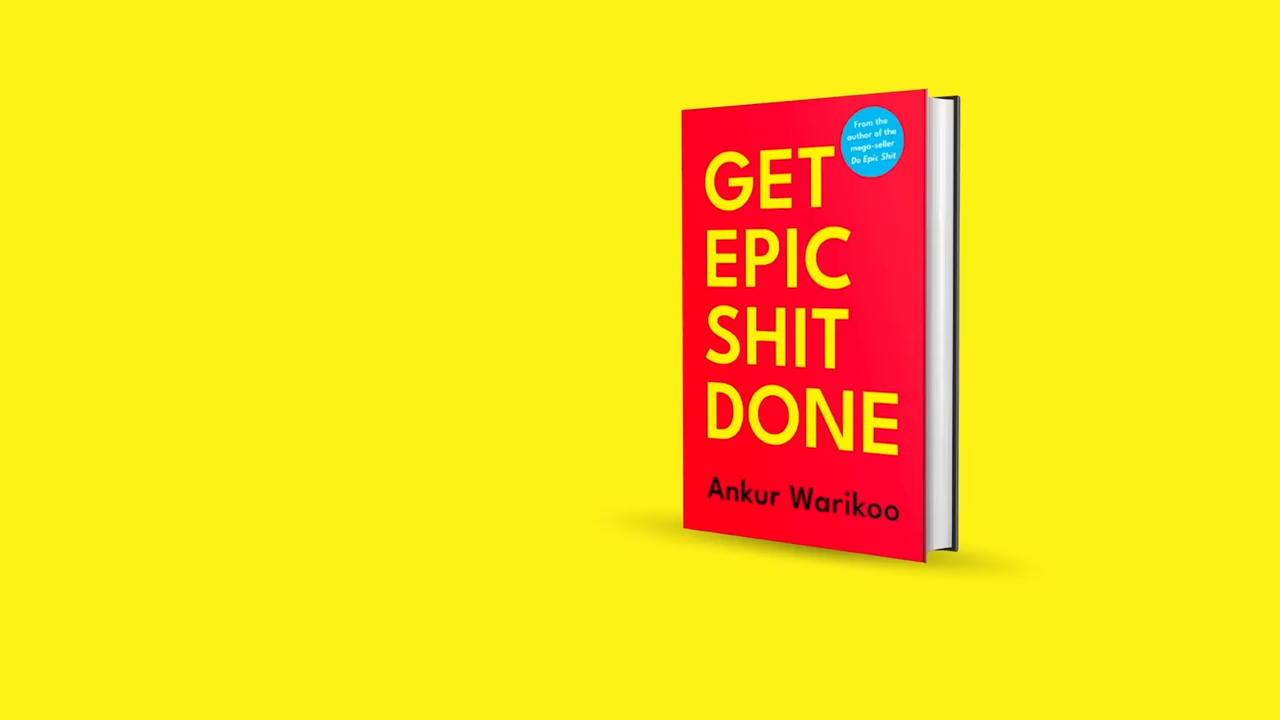 From the
author of the
mega-seller
Do Epic Shit
GET
EPIC
SHIT
DONE
Ankur Warikoo